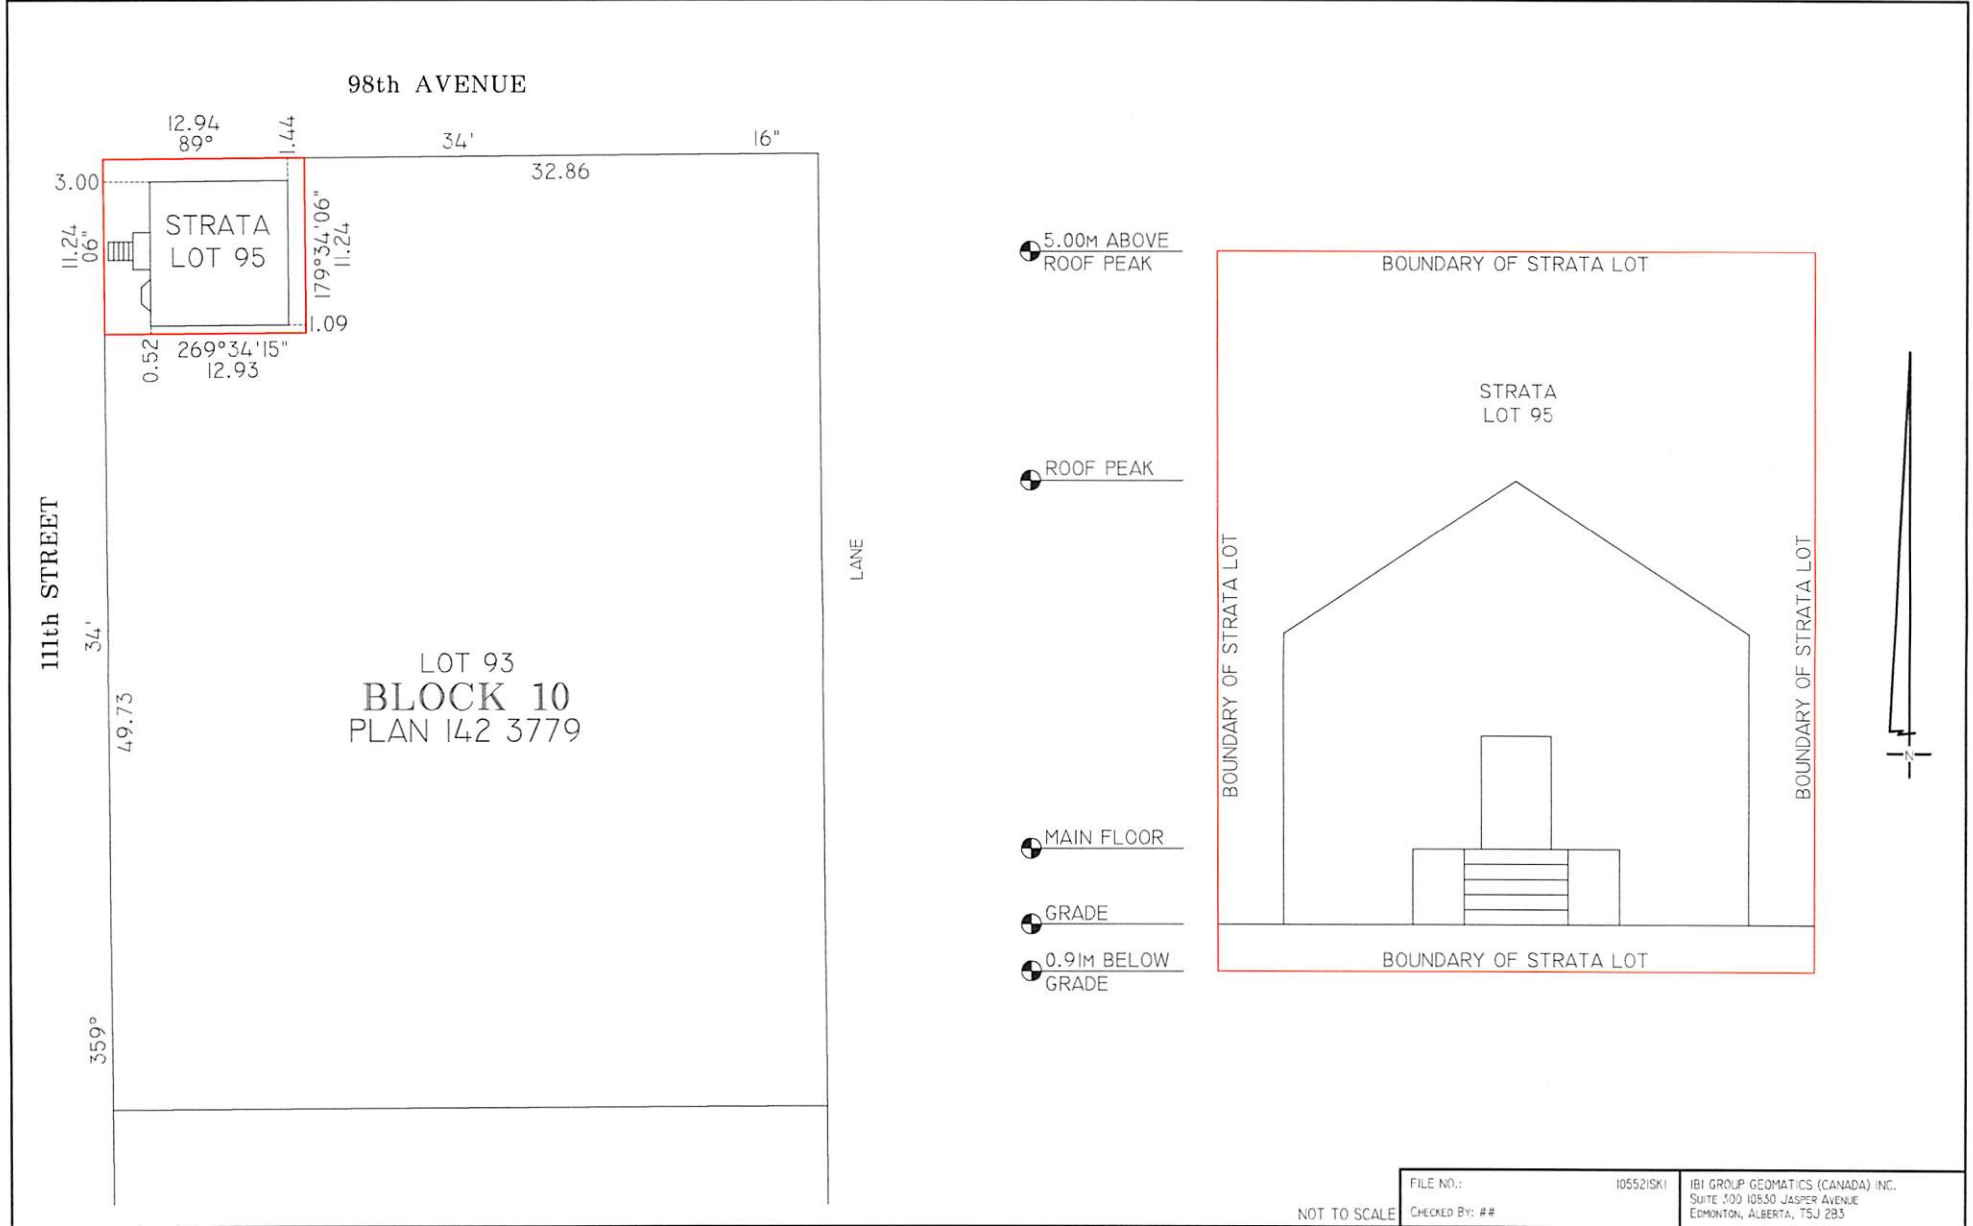 98th AVENUE
12.94
89°
1.44
34'
16"
32.86
3.00
11.24
06"
STRATA
LOT 95
179°34'06"
11.24
1.09
0.52
269°34'15"
12.93
111th STREET
34'
49.73
359°
LOT 93
BLOCK 10
PLAN 142 3779
LANE
5.00M ABOVE
ROOF PEAK
ROOF PEAK
MAIN FLOOR
GRADE
0.91M BELOW
GRADE
BOUNDARY OF STRATA LOT
STRATA
LOT 95
BOUNDARY OF STRATA LOT
BOUNDARY OF STRATA LOT
BOUNDARY OF STRATA LOT
N
NOT TO SCALE
FILE NO.: 105521SK1
CHECKED BY: ##
IBI GROUP GEOMATICS (CANADA) INC.
SUITE 300 10830 JASPER AVENUE
EDMONTON, ALBERTA, T5J 2B3